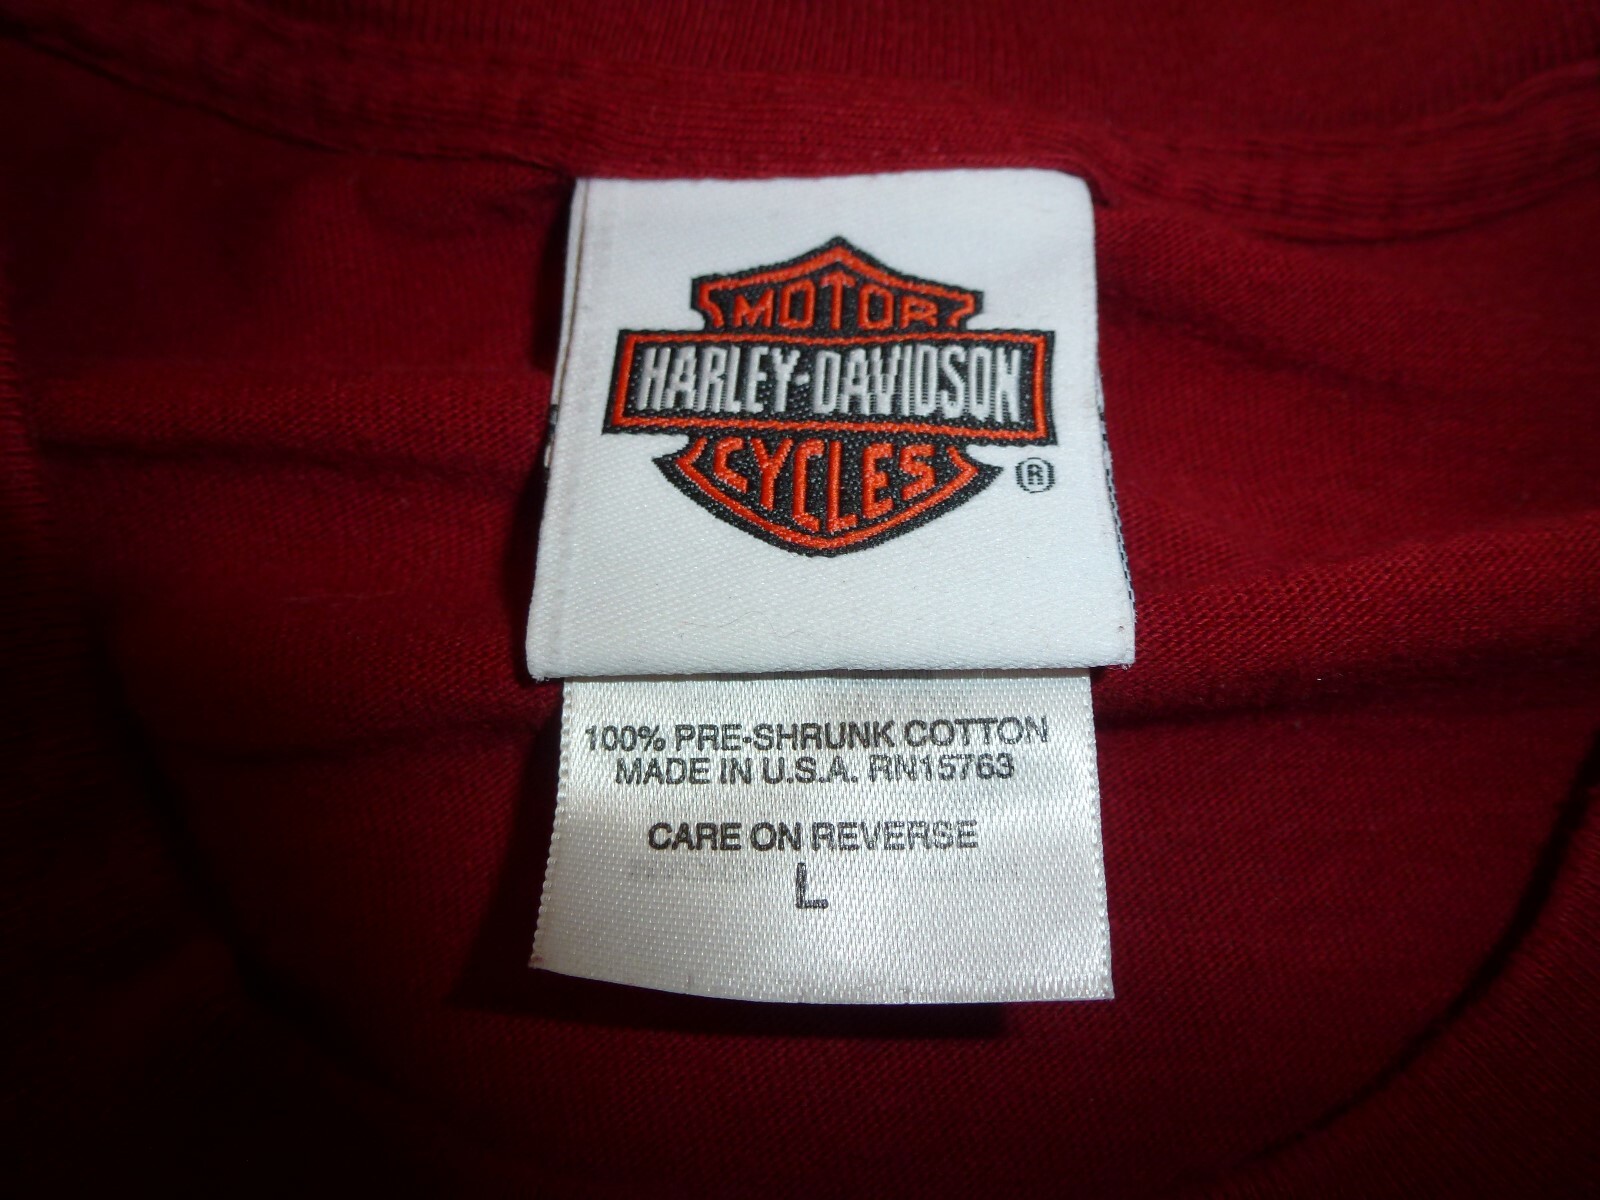 MOTOR
HARLEY-DAVIDSON
CYCLES
®
100% PRE-SHRUNK COTTON
MADE IN U.S.A. RN15763
CARE ON REVERSE
L